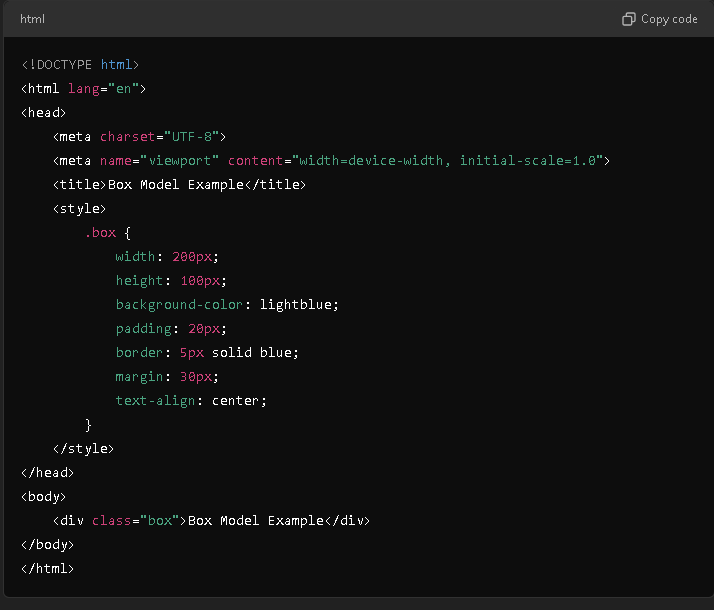 html
Copy code
<!DOCTYPE html>
<html lang="en">
<head>
    <meta charset="UTF-8">
    <meta name="viewport" content="width=device-width, initial-scale=1.0">
    <title>Box Model Example</title>
    <style>
        .box {
            width: 200px;
            height: 100px;
            background-color: lightblue;
            padding: 20px;
            border: 5px solid blue;
            margin: 30px;
            text-align: center;
        }
    </style>
</head>
<body>
    <div class="box">Box Model Example</div>
</body>
</html>